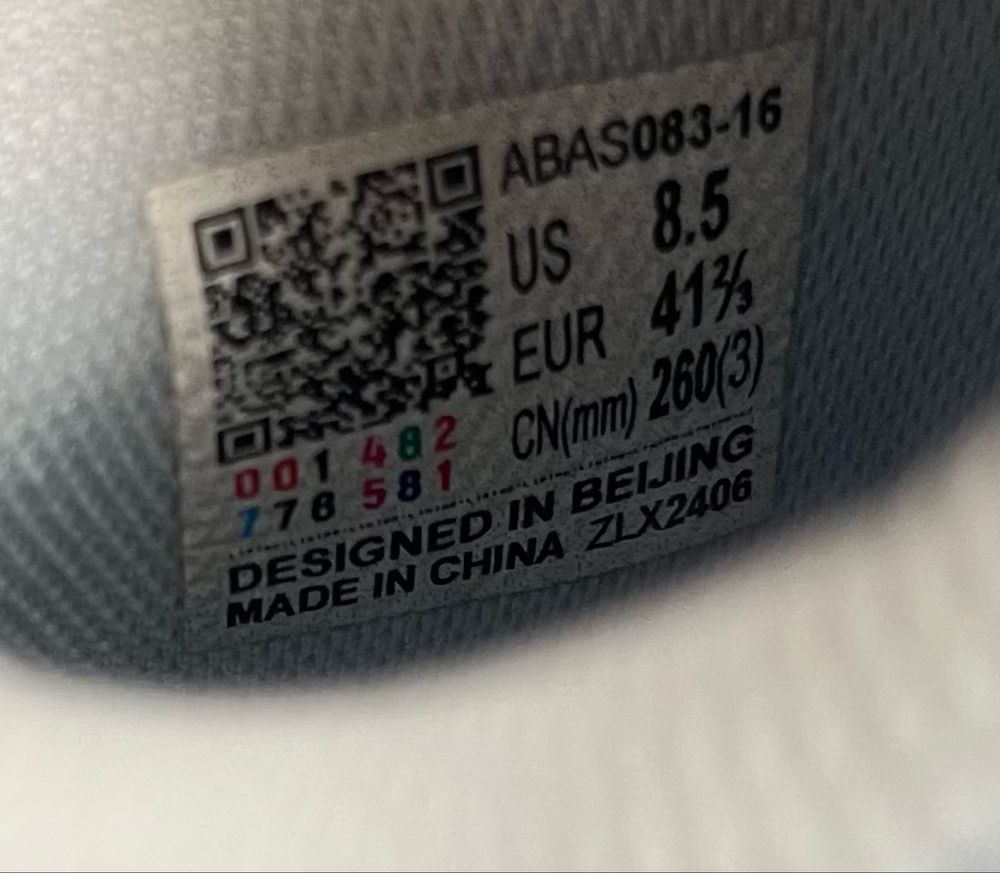 ABAS083-16
US 8.5
EUR 41⅔
CN(mm) 260(3)
001 482
778 581
DESIGNED IN BEIJING
MADE IN CHINA ZLX2406